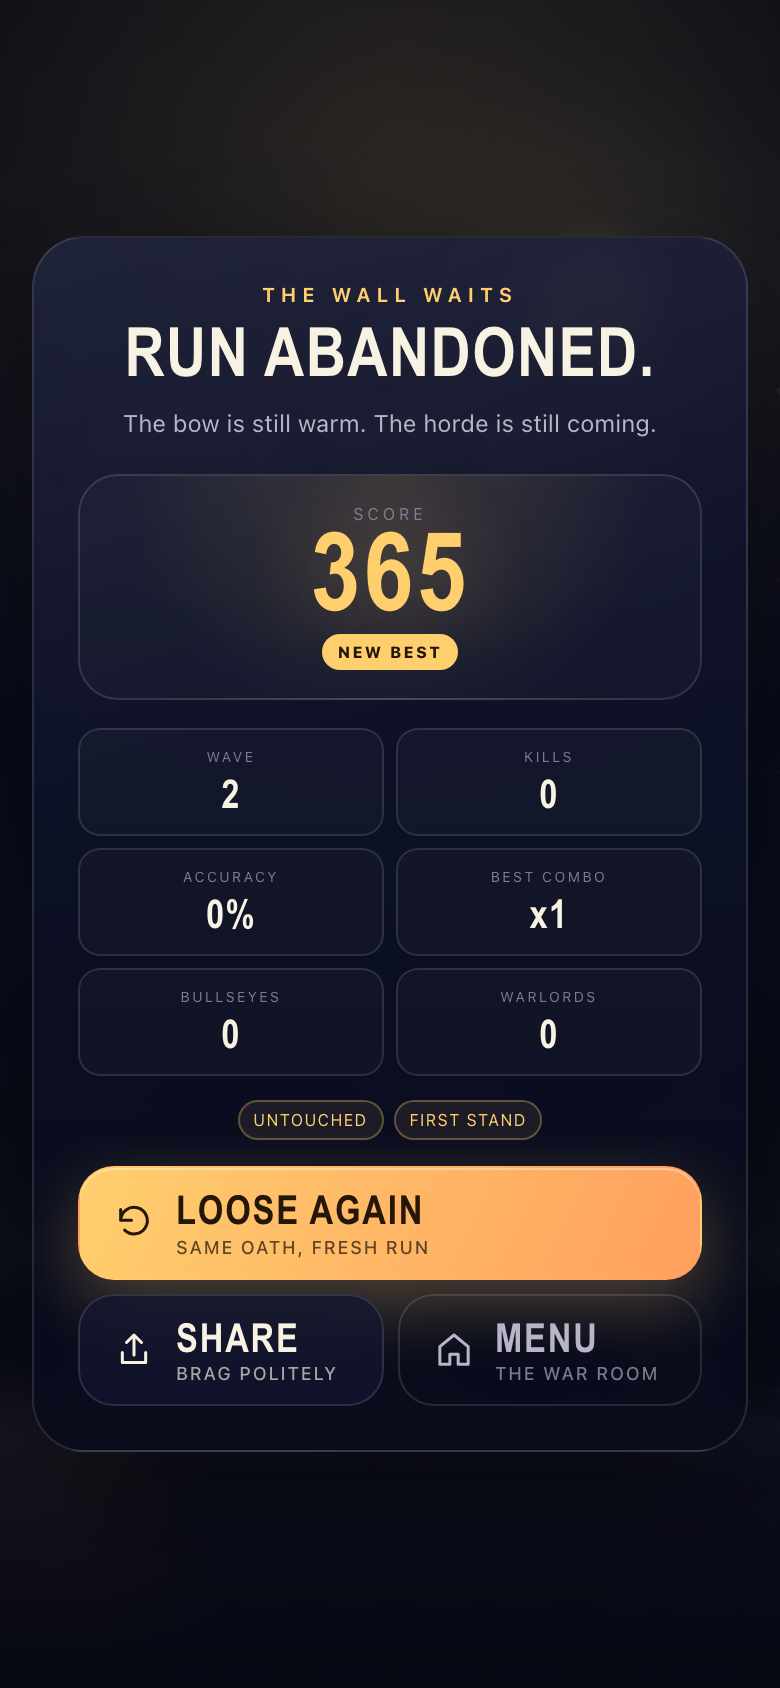 THE WALL WAITS
RUN ABANDONED.
The bow is still warm. The horde is still coming.
SCORE
365
NEW BEST
WAVE
2
KILLS
0
ACCURACY
0%
BEST COMBO
x1
BULLSEYES
0
WARLORDS
0
UNTOUCHED
FIRST STAND
LOOSE AGAIN
SAME OATH, FRESH RUN
SHARE
BRAG POLITELY
MENU
THE WAR ROOM